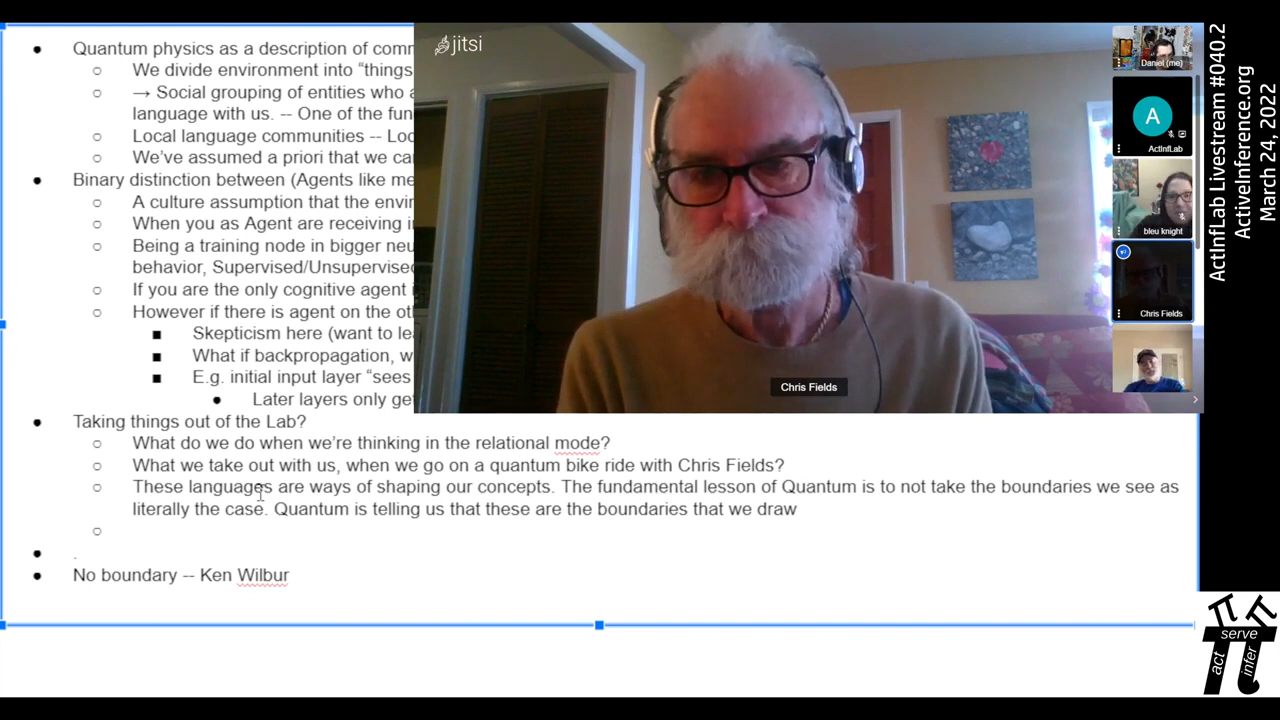 ● Quantum physics as a description of comm
○ We divide environment into “things
○ → Social grouping of entities who a
language with us. -- One of the fun
○ Local language communities -- Loc
○ We’ve assumed a priori that we ca
● Binary distinction between (Agents like me
○ A culture assumption that the envir
○ When you as Agent are receiving i
○ Being a training node in bigger neu
behavior, Supervised/Unsupervised
○ If you are the only cognitive agent
○ However if there is agent on the ot
■ Skepticism here (want to le
■ What if backpropagation, w
■ E.g. initial input layer “sees
● Later layers only get
● Taking things out of the Lab?
○ What do we do when we’re thinking in the relational mode?
○ What we take out with us, when we go on a quantum bike ride with Chris Fields?
○ These languages are ways of shaping our concepts. The fundamental lesson of Quantum is to not take the boundaries we see as
literally the case. Quantum is telling us that these are the boundaries that we draw
○
● .
● No boundary -- Ken Wilbur
jitsi
Chris Fields
Daniel (me)
A
ActInfLab
bleu knight
Chris Fields
ActInfLab Livestream #040.2
ActiveInference.org
March 24, 2022
act
serve
infer